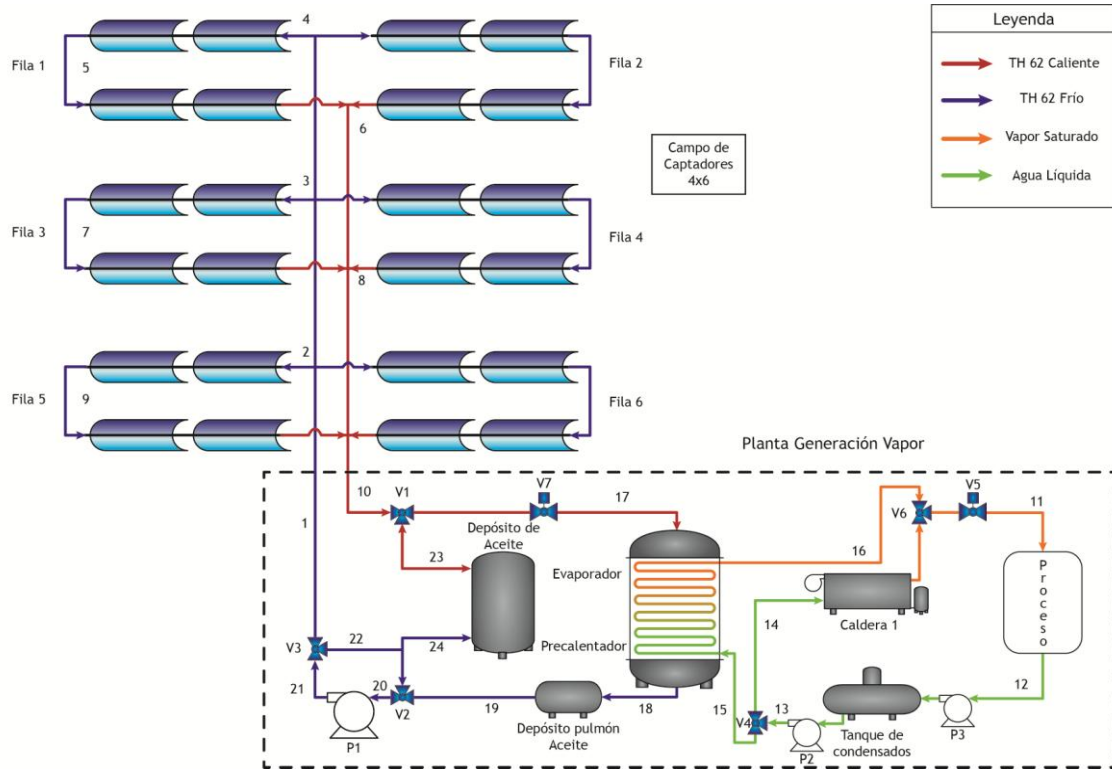 4
Fila 1
5
Fila 2
6
Campo de
Captadores
4x6
Leyenda
TH 62 Caliente
TH 62 Frío
Vapor Saturado
Agua Líquida
3
Fila 3
7
Fila 4
8
2
Fila 5
9
Fila 6
Planta Generación Vapor
1
10
V1
V7
17
Depósito de
Aceite
23
Evaporador
Precalentador
16
V6
V5
11
Proceso
Caldera 1
14
V3
22
24
21
20
V2
19
18
P1
Depósito pulmón
Aceite
15
V4
13
P2
Tanque de
condensados
P3
12